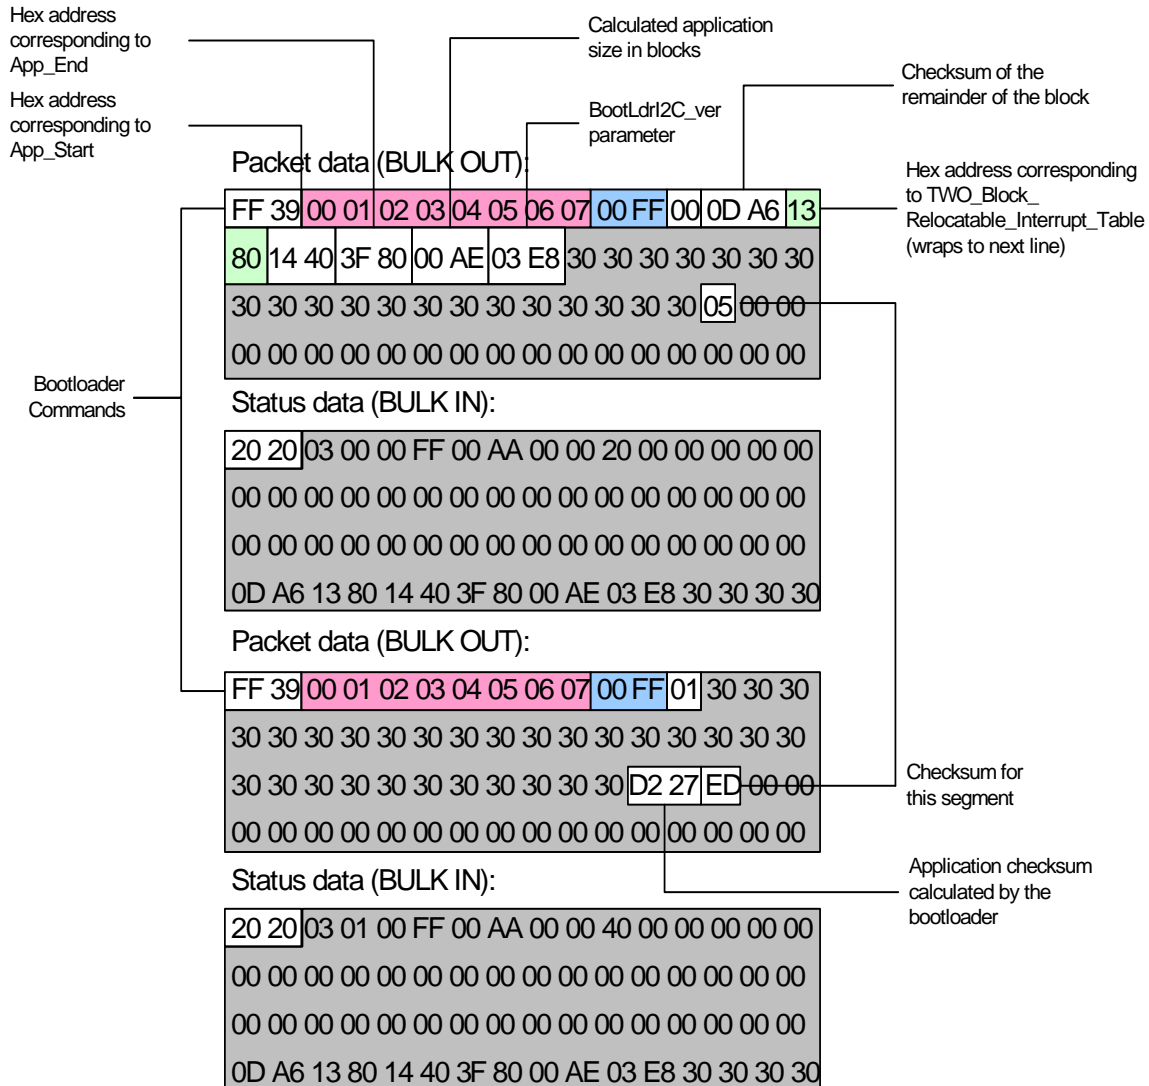 Hex address
corresponding to
App_End
Hex address
corresponding to
App_Start
Calculated application
size in blocks
BootLdrI2C_ver
parameter
Checksum of the
remainder of the block
Hex address corresponding
to TWO_Block_
Relocatable_Interrupt_Table
(wraps to next line)
Packet data (BULK OUT):
FF 39 00 01 02 03 04 05 06 07 00 FF 00 0D A6 13
80 14 40 3F 80 00 AE 03 E8 30 30 30 30 30 30 30
30 30 30 30 30 30 30 30 30 30 30 30 30 05 00 00
00 00 00 00 00 00 00 00 00 00 00 00 00 00 00 00
Bootloader
Commands
Status data (BULK IN):
20 20 03 00 00 FF 00 AA 00 00 20 00 00 00 00 00
00 00 00 00 00 00 00 00 00 00 00 00 00 00 00 00
00 00 00 00 00 00 00 00 00 00 00 00 00 00 00 00
0D A6 13 80 14 40 3F 80 00 AE 03 E8 30 30 30 30
Packet data (BULK OUT):
FF 39 00 01 02 03 04 05 06 07 00 FF 01 30 30 30
30 30 30 30 30 30 30 30 30 30 30 30 30 30 30 30
30 30 30 30 30 30 30 30 30 30 30 D2 27 ED 00 00
00 00 00 00 00 00 00 00 00 00 00 00 00 00 00 00
Checksum for
this segment
Application checksum
calculated by the
bootloader
Status data (BULK IN):
20 20 03 01 00 FF 00 AA 00 00 40 00 00 00 00 00
00 00 00 00 00 00 00 00 00 00 00 00 00 00 00 00
00 00 00 00 00 00 00 00 00 00 00 00 00 00 00 00
0D A6 13 80 14 40 3F 80 00 AE 03 E8 30 30 30 30